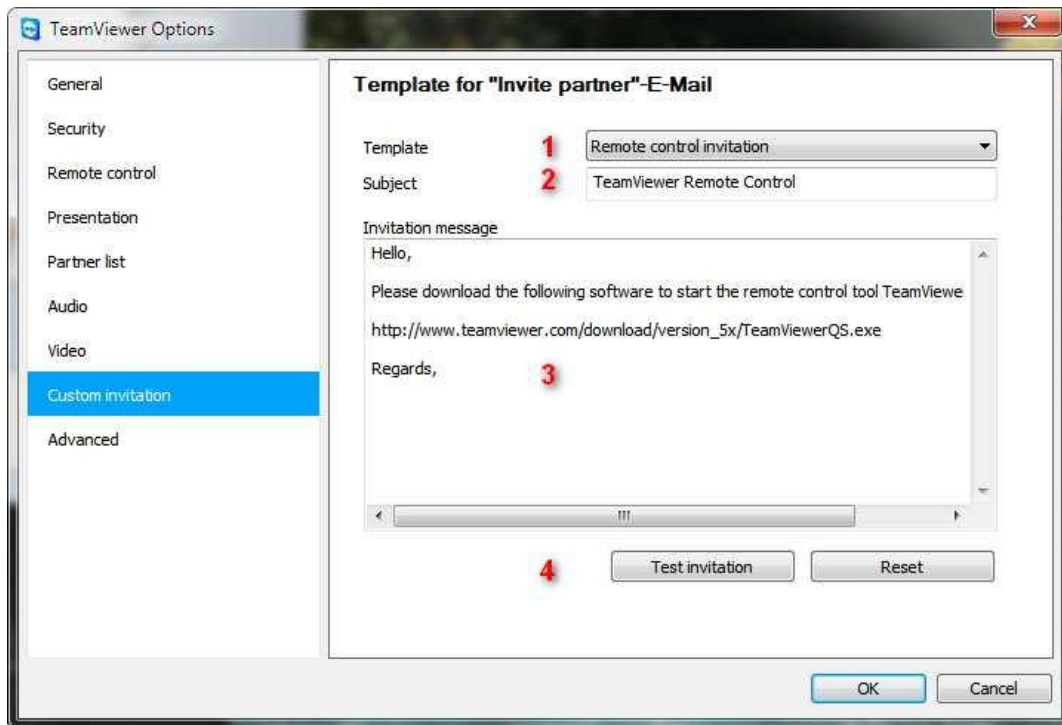 TeamViewer Options
General
Security
Remote control
Presentation
Partner list
Audio
Video
Custom invitation
Advanced
Template for "Invite partner"-E-Mail
Template 1 Remote control invitation
Subject 2 TeamViewer Remote Control
Invitation message
Hello,
Please download the following software to start the remote control tool TeamViewe
http://www.teamviewer.com/download/version_5x/TeamViewerQS.exe
Regards,
3
4 Test invitation Reset
OK Cancel